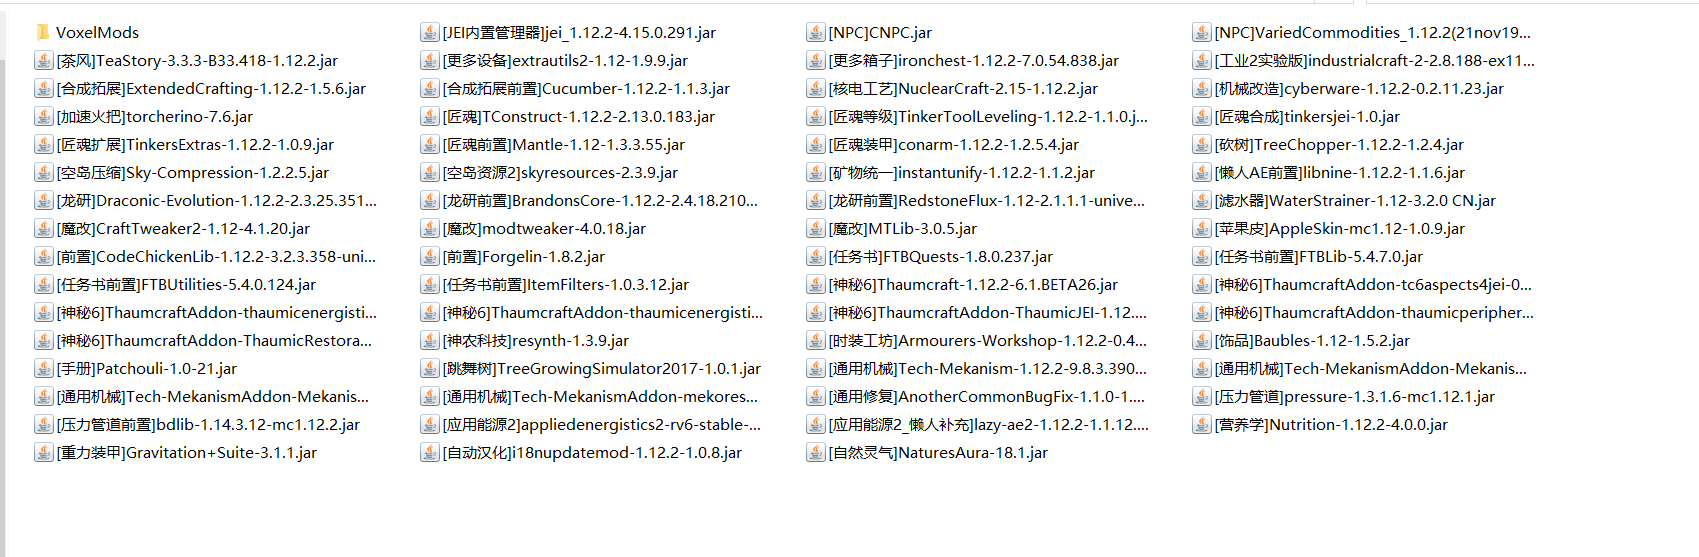 VoxelMods
[JEI内置管理器]jei_1.12.2-4.15.0.291.jar
[NPC]CNPC.jar
[NPC]VariedCommodities_1.12.2(21nov19...
[茶风]TeaStory-3.3.3-B33.418-1.12.2.jar
[更多设备]extrautils2-1.12-1.9.9.jar
[更多箱子]ironchest-1.12.2-7.0.54.838.jar
[工业2实验版]industrialcraft-2-2.8.188-ex11...
[合成拓展]ExtendedCrafting-1.12.2-1.5.6.jar
[合成拓展前置]Cucumber-1.12.2-1.1.3.jar
[核电工艺]NuclearCraft-2.15-1.12.2.jar
[机械改造]cyberware-1.12.2-0.2.11.23.jar
[加速火把]torcherino-7.6.jar
[匠魂]TConstruct-1.12.2-2.13.0.183.jar
[匠魂等级]TinkerToolLeveling-1.12.2-1.1.0.j...
[匠魂合成]tinkersjei-1.0.jar
[匠魂扩展]TinkersExtras-1.12.2-1.0.9.jar
[匠魂前置]Mantle-1.12-1.3.3.55.jar
[匠魂装甲]conarm-1.12.2-1.2.5.4.jar
[砍树]TreeChopper-1.12.2-1.2.4.jar
[空岛压缩]Sky-Compression-1.2.2.5.jar
[空岛资源2]skyresources-2.3.9.jar
[矿物统一]instantunify-1.12.2-1.1.2.jar
[懒人AE前置]libnine-1.12.2-1.1.6.jar
[龙研]Draconic-Evolution-1.12.2-2.3.25.351...
[龙研前置]BrandonsCore-1.12.2-2.4.18.210...
[龙研前置]RedstoneFlux-1.12-2.1.1.1-unive...
[滤水器]WaterStrainer-1.12-3.2.0 CN.jar
[魔改]CraftTweaker2-1.12-4.1.20.jar
[魔改]modtweaker-4.0.18.jar
[魔改]MTLib-3.0.5.jar
[苹果皮]AppleSkin-mc1.12-1.0.9.jar
[前置]CodeChickenLib-1.12.2-3.2.3.358-uni...
[前置]Forgelin-1.8.2.jar
[任务书]FTBQuests-1.8.0.237.jar
[任务书前置]FTBLib-5.4.7.0.jar
[任务书前置]FTBUtilities-5.4.0.124.jar
[任务书前置]ItemFilters-1.0.3.12.jar
[神秘6]Thaumcraft-1.12.2-6.1.BETA26.jar
[神秘6]ThaumcraftAddon-tc6aspects4jei-0...
[神秘6]ThaumcraftAddon-thaumicenergisti...
[神秘6]ThaumcraftAddon-thaumicenergisti...
[神秘6]ThaumcraftAddon-ThaumicJEI-1.12....
[神秘6]ThaumcraftAddon-thaumicperipher...
[神秘6]ThaumcraftAddon-ThaumicRestora...
[神农科技]resynth-1.3.9.jar
[时装工坊]Armourers-Workshop-1.12.2-0.4...
[饰品]Baubles-1.12-1.5.2.jar
[手册]Patchouli-1.0-21.jar
[跳舞树]TreeGrowingSimulator2017-1.0.1.jar
[通用机械]Tech-Mekanism-1.12.2-9.8.3.390...
[通用机械]Tech-MekanismAddon-Mekanis...
[通用机械]Tech-MekanismAddon-Mekanis...
[通用机械]Tech-MekanismAddon-mekores...
[通用修复]AnotherCommonBugFix-1.1.0-1....
[压力管道]pressure-1.3.1.6-mc1.12.1.jar
[压力管道前置]bdlib-1.14.3.12-mc1.12.2.jar
[应用能源2]appliedenergistics2-rv6-stable-...
[应用能源2_懒人补充]lazy-ae2-1.12.2-1.1.12....
[营养学]Nutrition-1.12.2-4.0.0.jar
[重力装甲]Gravitation+Suite-3.1.1.jar
[自动汉化]i18nupdatemod-1.12.2-1.0.8.jar
[自然灵气]NaturesAura-18.1.jar